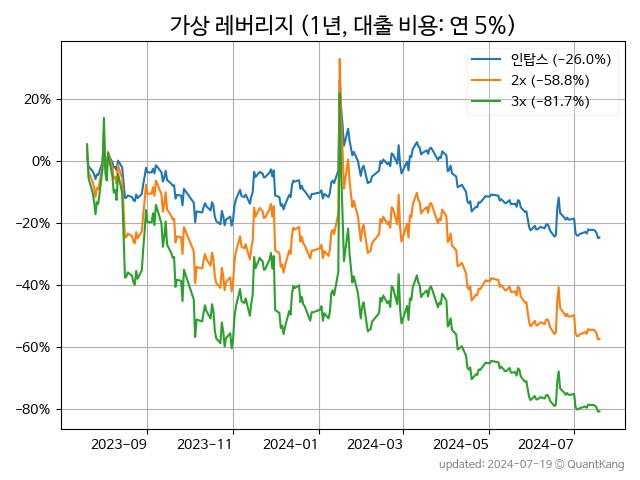 가상 레버리지 (1년, 대출 비용: 연 5%)
인탑스 (−26.0%)
2x (−58.8%)
3x (−81.7%)
20%
0%
−20%
−40%
−60%
−80%
2023-09 2023-11 2024-01 2024-03 2024-05 2024-07
updated: 2024-07-19 © QuantKang